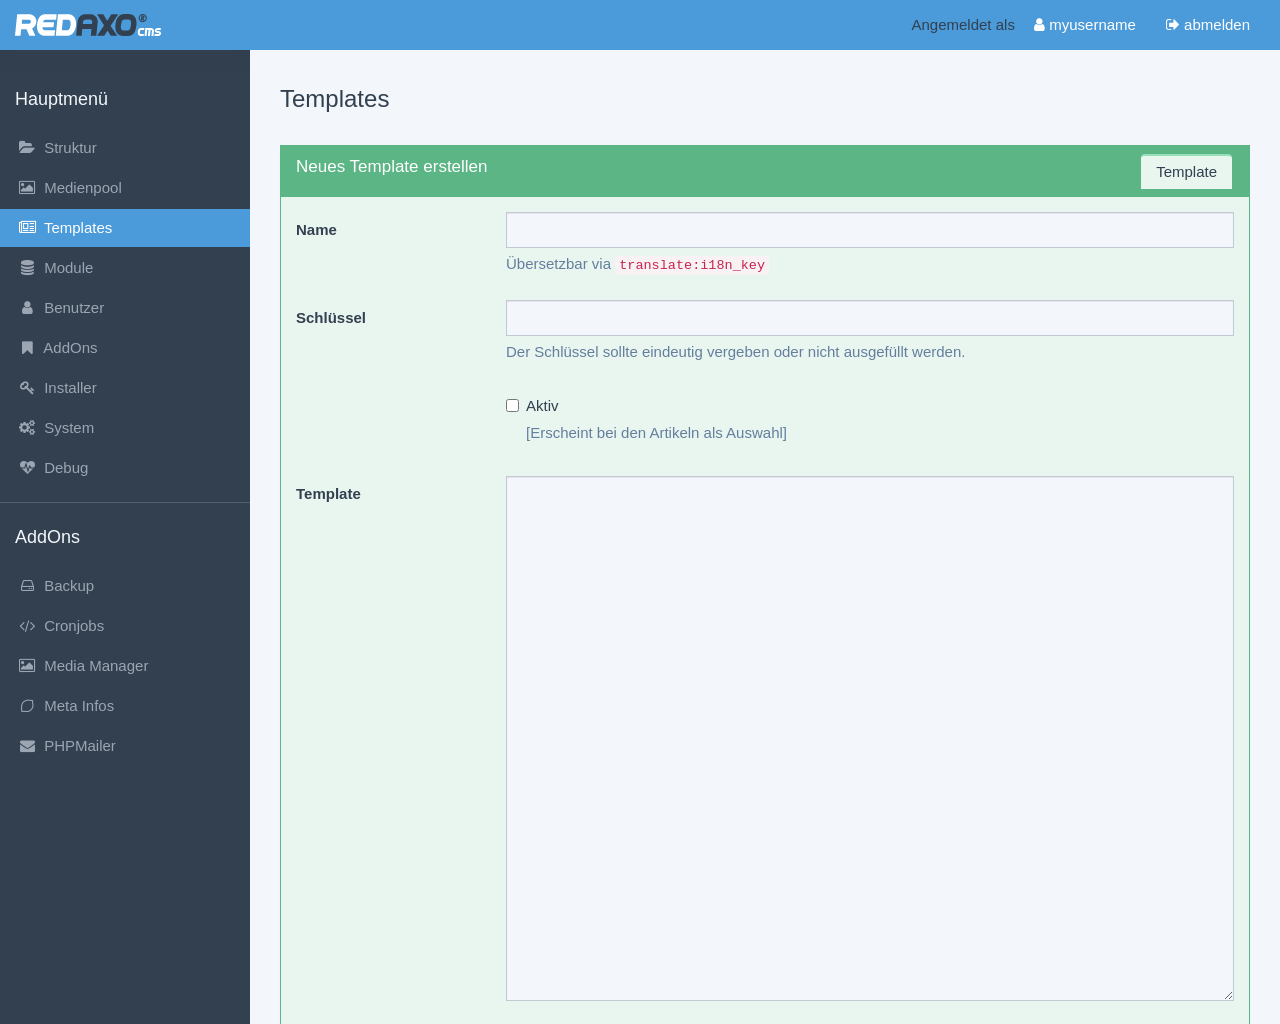 REDAXO® cms
Angemeldet als myusername abmelden
Hauptmenü
Struktur
Medienpool
Templates
Module
Benutzer
AddOns
Installer
System
Debug
AddOns
Backup
Cronjobs
Media Manager
Meta Infos
PHPMailer
Templates
Neues Template erstellen
Template
Name
Übersetzbar via translate:i18n_key
Schlüssel
Der Schlüssel sollte eindeutig vergeben oder nicht ausgefüllt werden.
Aktiv
[Erscheint bei den Artikeln als Auswahl]
Template